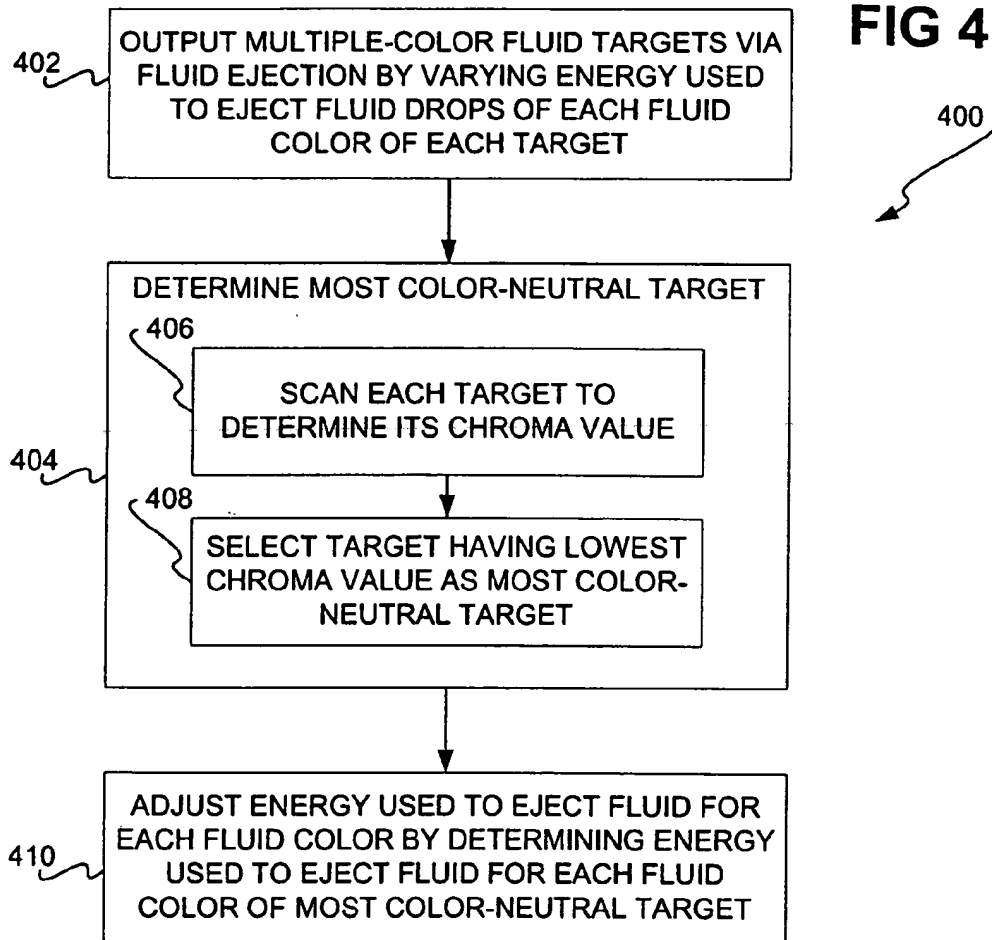 FIG 4
400
402
OUTPUT MULTIPLE-COLOR FLUID TARGETS VIA
FLUID EJECTION BY VARYING ENERGY USED
TO EJECT FLUID DROPS OF EACH FLUID
COLOR OF EACH TARGET
404
DETERMINE MOST COLOR-NEUTRAL TARGET
406
SCAN EACH TARGET TO
DETERMINE ITS CHROMA VALUE
408
SELECT TARGET HAVING LOWEST
CHROMA VALUE AS MOST COLOR-
NEUTRAL TARGET
410
ADJUST ENERGY USED TO EJECT FLUID FOR
EACH FLUID COLOR BY DETERMINING ENERGY
USED TO EJECT FLUID FOR EACH FLUID
COLOR OF MOST COLOR-NEUTRAL TARGET